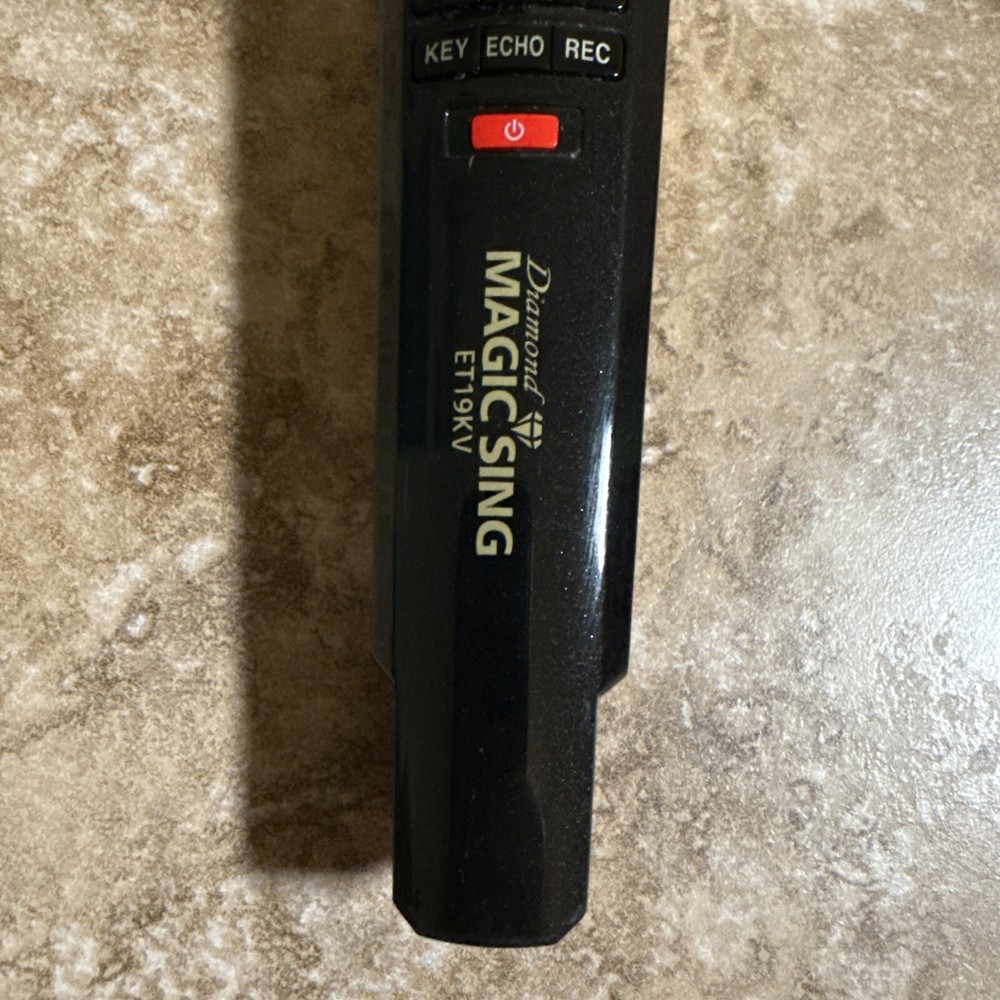 KEY ECHO REC
Diamond
MAGIC SING
ET19KV